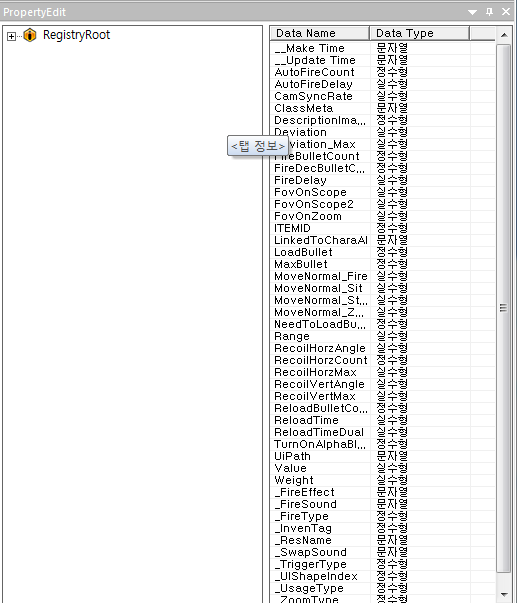 PropertyEdit
RegistryRoot
<탭 정보>
Data Name Data Type
__Make Time 문자열
__Update Time 문자열
AutoFireCount 정수형
AutoFireDelay 실수형
CamSyncRate 실수형
ClassMeta 문자열
DescriptionIma,,, 정수형
Deviation 실수형
Deviation_Max 실수형
FireBulletCount 정수형
FireDecBulletC,,, 정수형
FireDelay 실수형
FovOnScope 실수형
FovOnScope2 실수형
FovOnZoom 실수형
ITEMID 정수형
LinkedToCharaAI 문자열
LoadBullet 정수형
MaxBullet 정수형
MoveNormal_Fire 실수형
MoveNormal_Sit 실수형
MoveNormal_St,,, 실수형
MoveNormal_Z,,, 실수형
NeedToLoadBu,,, 정수형
Range 실수형
RecoilHorzAngle 실수형
RecoilHorzCount 정수형
RecoilHorzMax 실수형
RecoilVertAngle 실수형
RecoilVertMax 실수형
ReloadBulletCo,,, 정수형
ReloadTime 실수형
ReloadTimeDual 실수형
TurnOnAlphaBl,,, 정수형
UiPath 문자열
Value 실수형
Weight 실수형
_FireEffect 문자열
_FireSound 문자열
_FireType 정수형
_InvenTag 정수형
_ResName 문자열
_SwapSound 문자열
_TriggerType 정수형
_UIShapeIndex 정수형
_UsageType 정수형
_ZoomType 정수형